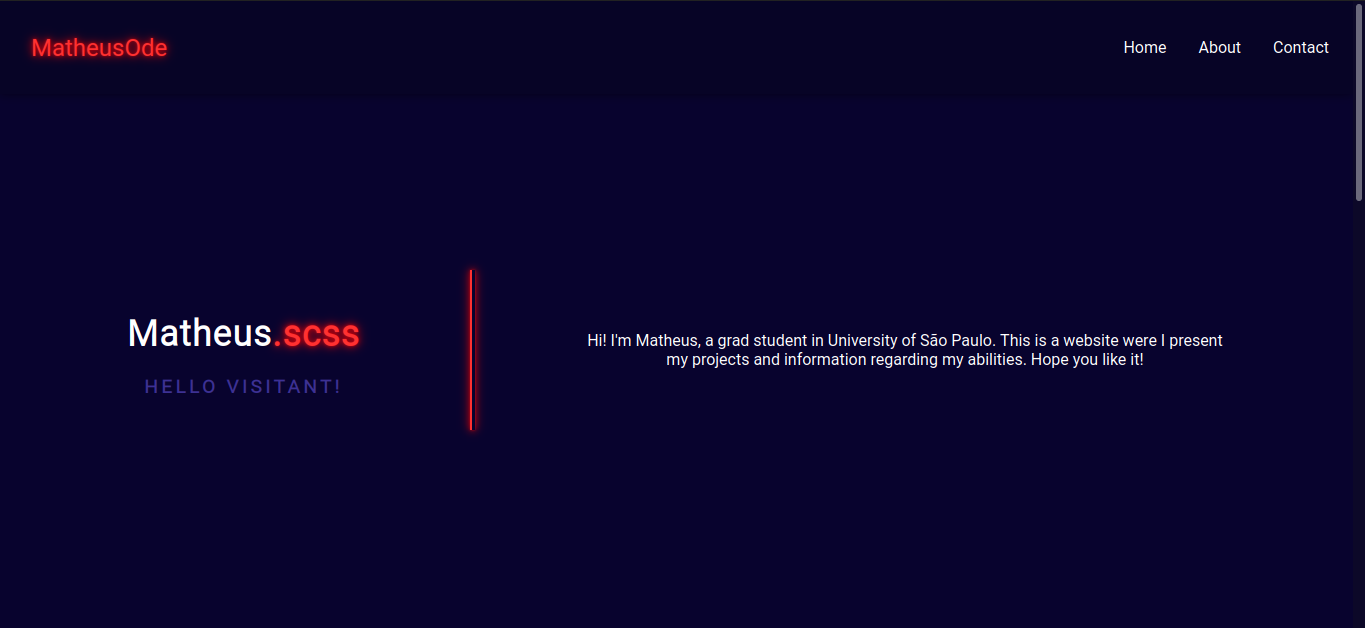 MatheusOde
Home About Contact
Matheus.scss
HELLO VISITANT!
Hi! I'm Matheus, a grad student in University of São Paulo. This is a website were I present
my projects and information regarding my abilities. Hope you like it!